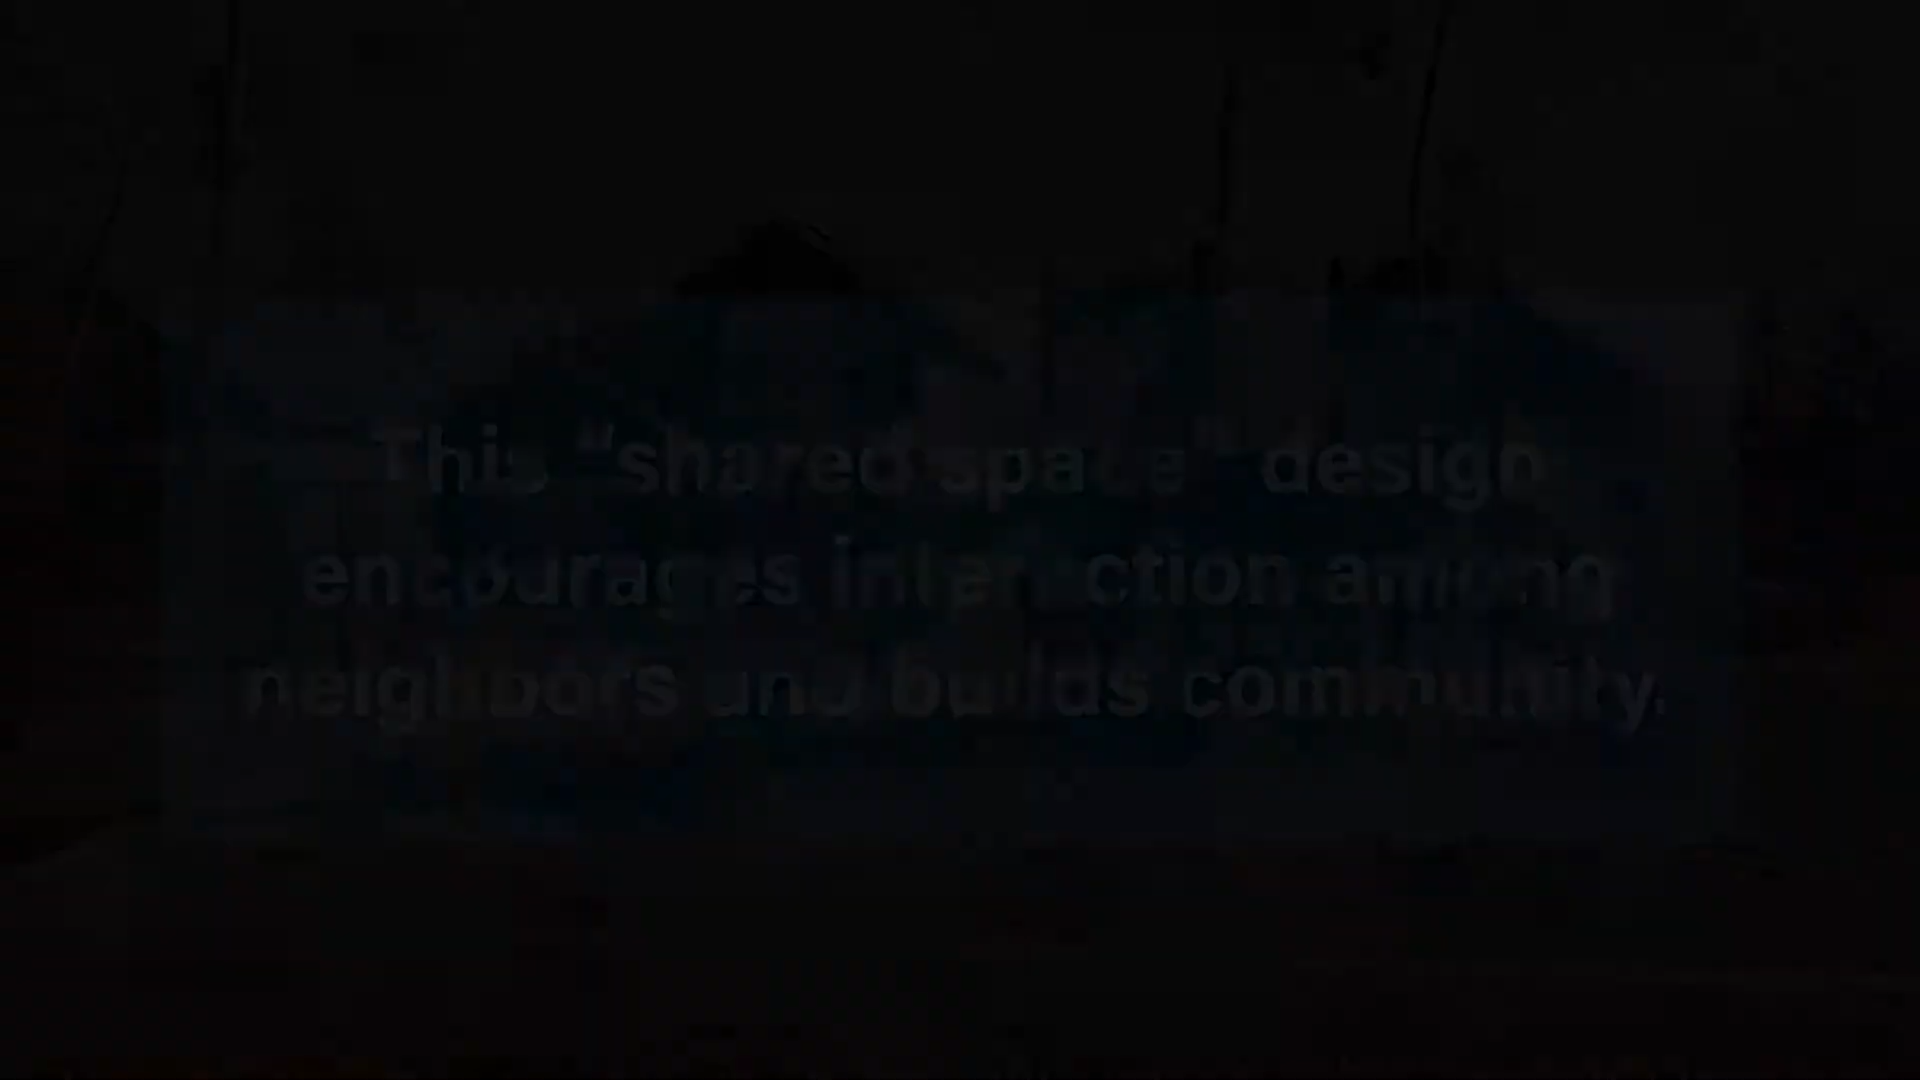 This "shared space" design
encourages interaction among
neighbors and builds community.